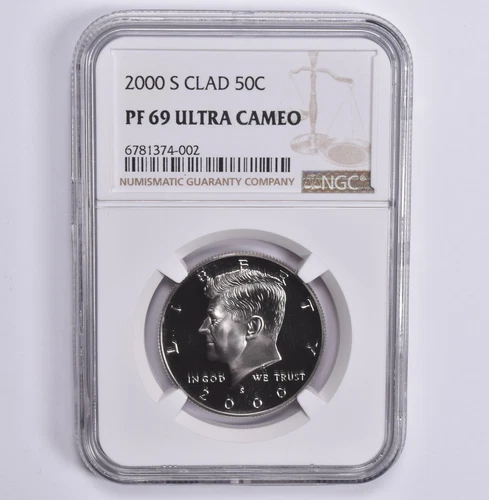 2000 S CLAD 50C
PF 69 ULTRA CAMEO
6781374-002
NUMISMATIC GUARANTY COMPANY
NGC
LIBERTY
IN GOD WE TRUST
S
2000